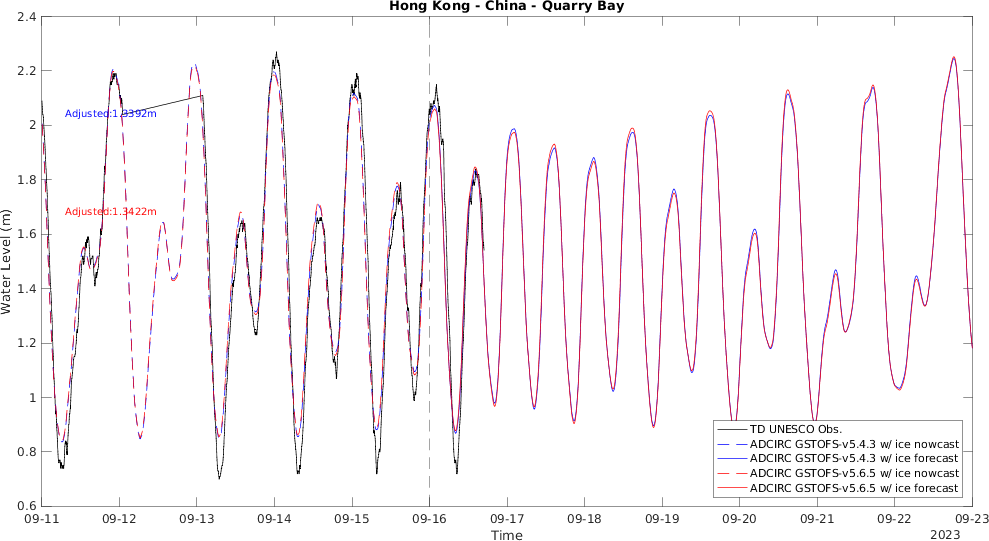 Hong Kong - China - Quarry Bay
Water Level (m)
2.4
2.2
2
1.8
1.6
1.4
1.2
1
0.8
0.6
Adjusted:1.3392m
Adjusted:1.3422m
TD UNESCO Obs.
ADCIRC GSTOFS-v5.4.3 w/ ice nowcast
ADCIRC GSTOFS-v5.4.3 w/ ice forecast
ADCIRC GSTOFS-v5.6.5 w/ ice nowcast
ADCIRC GSTOFS-v5.6.5 w/ ice forecast
09-11 09-12 09-13 09-14 09-15 09-16 09-17 09-18 09-19 09-20 09-21 09-22 09-23
Time
2023